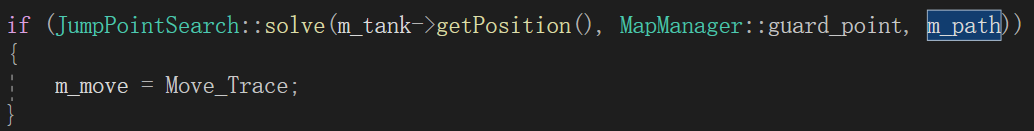 if (JumpPointSearch::solve(m_tank->getPosition(), MapManager::guard_point, m_path))
{
m_move = Move_Trace;
}